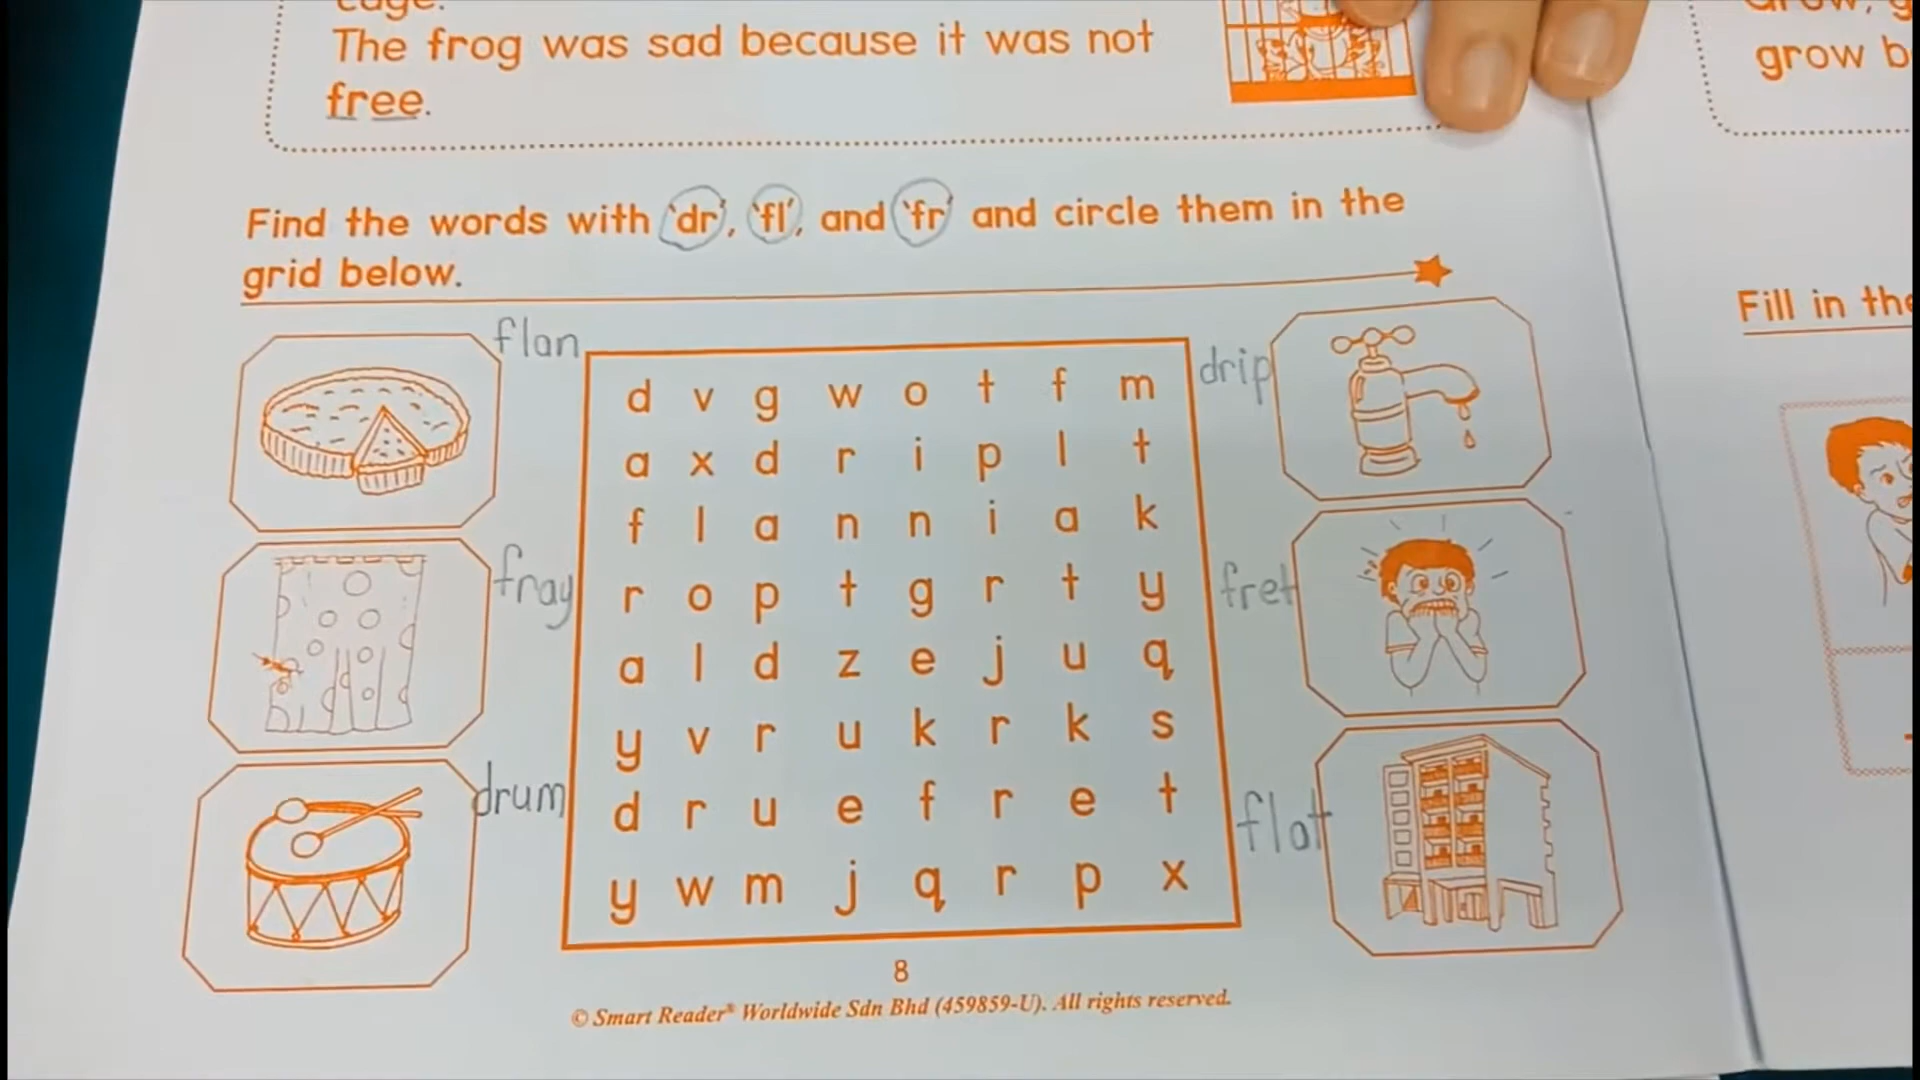 The frog was sad because it was not
free.
grow b
Find the words with 'dr', 'fl', and 'fr' and circle them in the
grid below.
Fill in the
flan
drip
fray
fret
drum
flat
d v g w o t f m
a x d r i p l t
f l a n n i a k
r o p t g r t y
a l d z e j u q
y v r u k r k s
d r u e f r e t
y w m j q r p x
8
© Smart Reader® Worldwide Sdn Bhd (459859-U). All rights reserved.